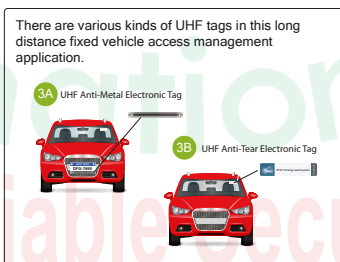 There are various kinds of UHF tags in this long
distance fixed vehicle access management
application.
3A UHF Anti-Metal Electronic Tag
3B UHF Anti-Tear Electronic Tag